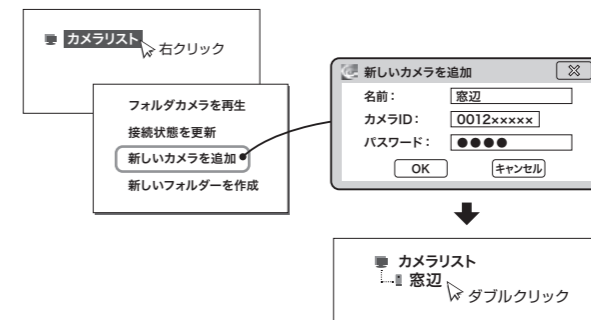 カメラリスト
右クリック
フォルダカメラを再生
接続状態を更新
新しいカメラを追加
新しいフォルダーを作成
新しいカメラを追加
名前：
窓辺
カメラID：
0012×××××
パスワード：
●●●●
OK
キャンセル
カメラリスト
窓辺
ダブルクリック